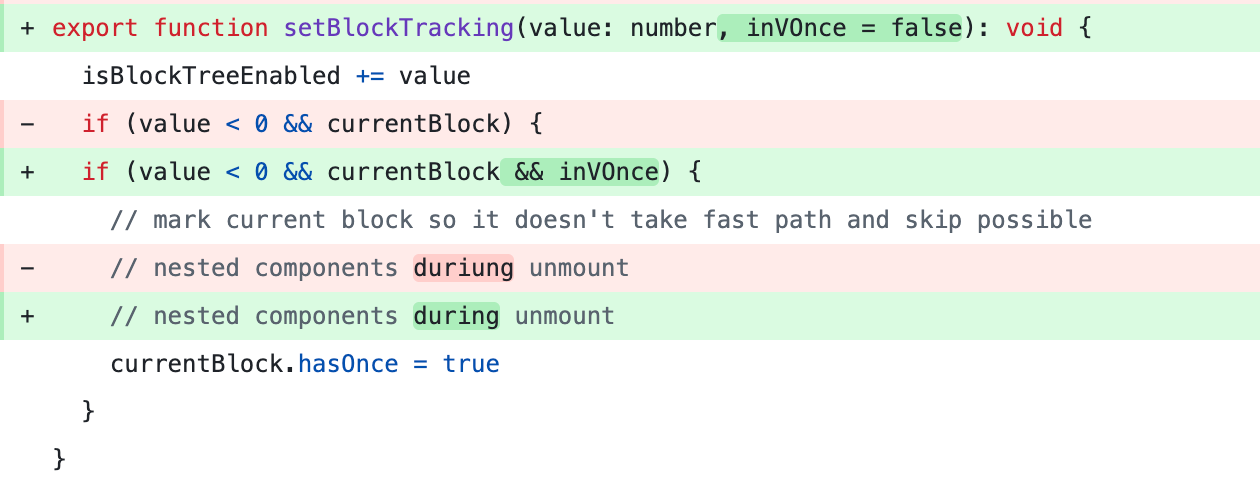 + export function setBlockTracking(value: number, inVOnce = false): void {
isBlockTreeEnabled += value
- if (value < 0 && currentBlock) {
+ if (value < 0 && currentBlock && inVOnce) {
// mark current block so it doesn't take fast path and skip possible
- // nested components duriung unmount
+ // nested components during unmount
currentBlock.hasOnce = true
}
}